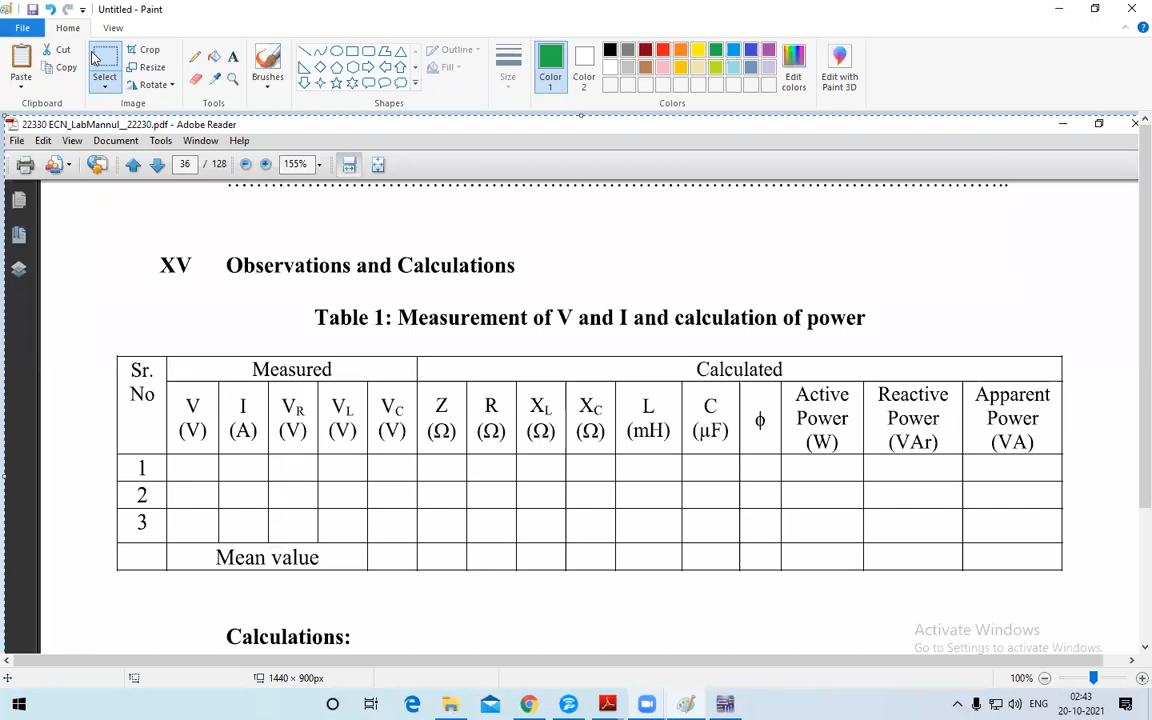 Untitled - Paint
File Home View
Cut
Copy
Paste
Clipboard
Select
Crop
Resize
Rotate
Image
A
Tools
Brushes
Shapes
Outline
Fill
Size
Color 1
Color 2
Edit colors
Colors
Edit with Paint 3D
22330 ECN_LabMannul__22230.pdf - Adobe Reader
File Edit View Document Tools Window Help
36 / 128 155%
XV Observations and Calculations
Table 1: Measurement of V and I and calculation of power
Sr. No Measured Calculated
V (V) I (A) VR (V) VL (V) VC (V) Z (Ω) R (Ω) XL (Ω) XC (Ω) L (mH) C (µF) ϕ Active Power (W) Reactive Power (VAr) Apparent Power (VA)
1
2
3
Mean value
Calculations:
Activate Windows
Go to Settings to activate Windows.
1440 × 900px 100%
ENG 02:43
20-10-2021